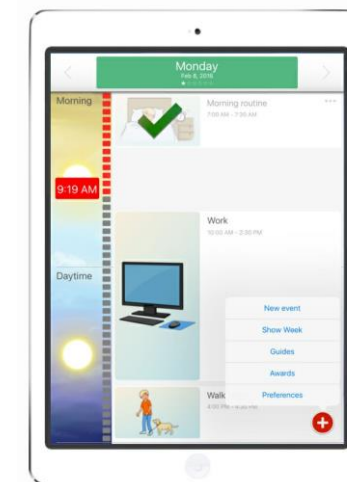 Monday
Feb 8, 2016
Morning
Morning routine
7:00 AM - 7:30 AM
9:19 AM
Work
10:00 AM - 2:30 PM
Daytime
New event
Show Week
Guides
Awards
Preferences
Walk
4:00 PM -